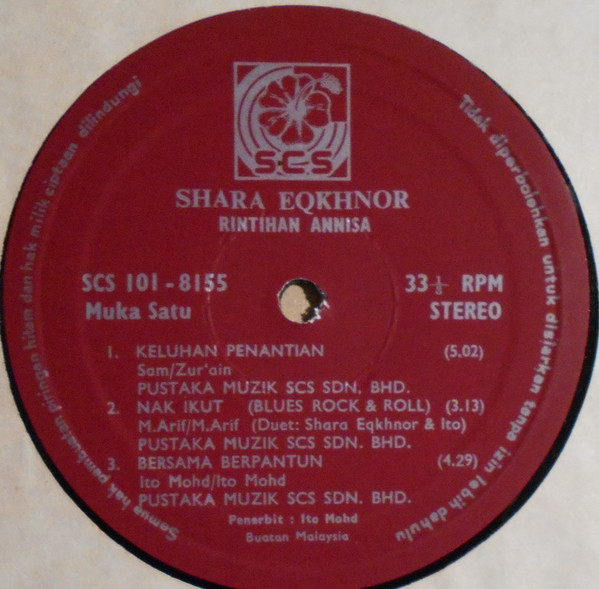 SCS
SHARA EQKHNOR
RINTIHAN ANNISA
SCS 101 - 8155
Muka Satu
33⅓ RPM
STEREO
1. KELUHAN PENANTIAN (5.02)
Sam/Zur'ain
PUSTAKA MUZIK SCS SDN. BHD.
2. NAK IKUT (BLUES ROCK & ROLL) (3.13)
M.Arif/M.Arif (Duet: Shara Eqkhnor & Ito)
PUSTAKA MUZIK SCS SDN. BHD.
3. BERSAMA BERPANTUN (4.29)
Ito Mohd/Ito Mohd
PUSTAKA MUZIK SCS SDN. BHD.
Penerbit : Ito Mohd
Buatan Malaysia
Semua hak pembuatan piringan hitam dan hak milik ciptaan dilindungi
Tidak diperbolehkan untuk disiarkan tanpa izin lebih dahulu